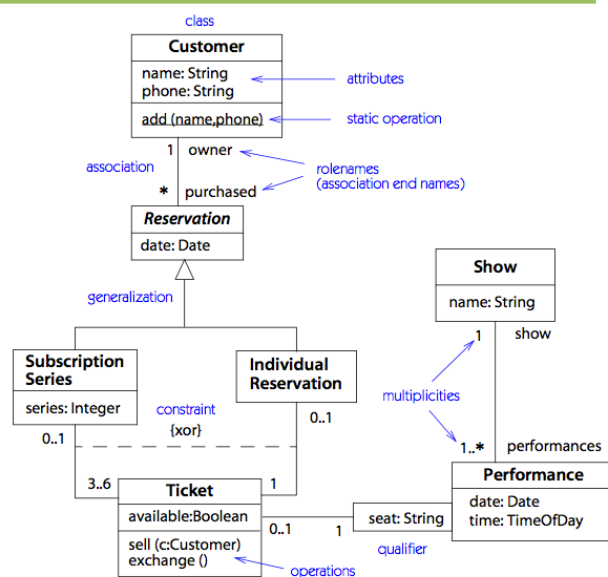 class
Customer
name: String
phone: String
attributes
add (name,phone)
static operation
1 owner
association
rolenames
(association end names)
* purchased
Reservation
date: Date
generalization
Show
name: String
1 show
Subscription
Series
series: Integer
Individual
Reservation
multiplicities
constraint
{xor}
0..1
0..1
1..* performances
3..6
1
Ticket
available:Boolean
sell (c:Customer)
exchange ()
0..1
1
seat: String
qualifier
Performance
date: Date
time: TimeOfDay
operations